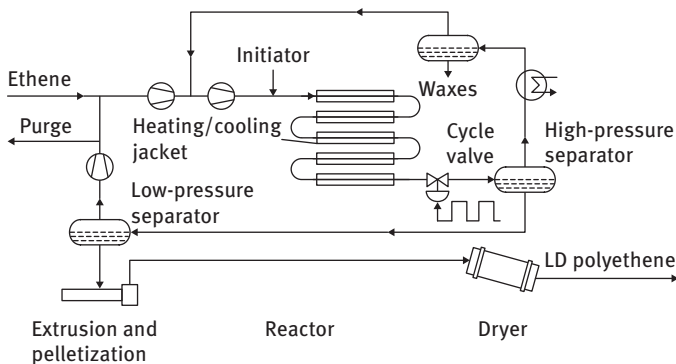 Initiator
Ethene
Waxes
Purge
Heating/cooling
jacket
Cycle
valve
High-pressure
separator
Low-pressure
separator
LD polyethene
Extrusion and
pelletization
Reactor
Dryer